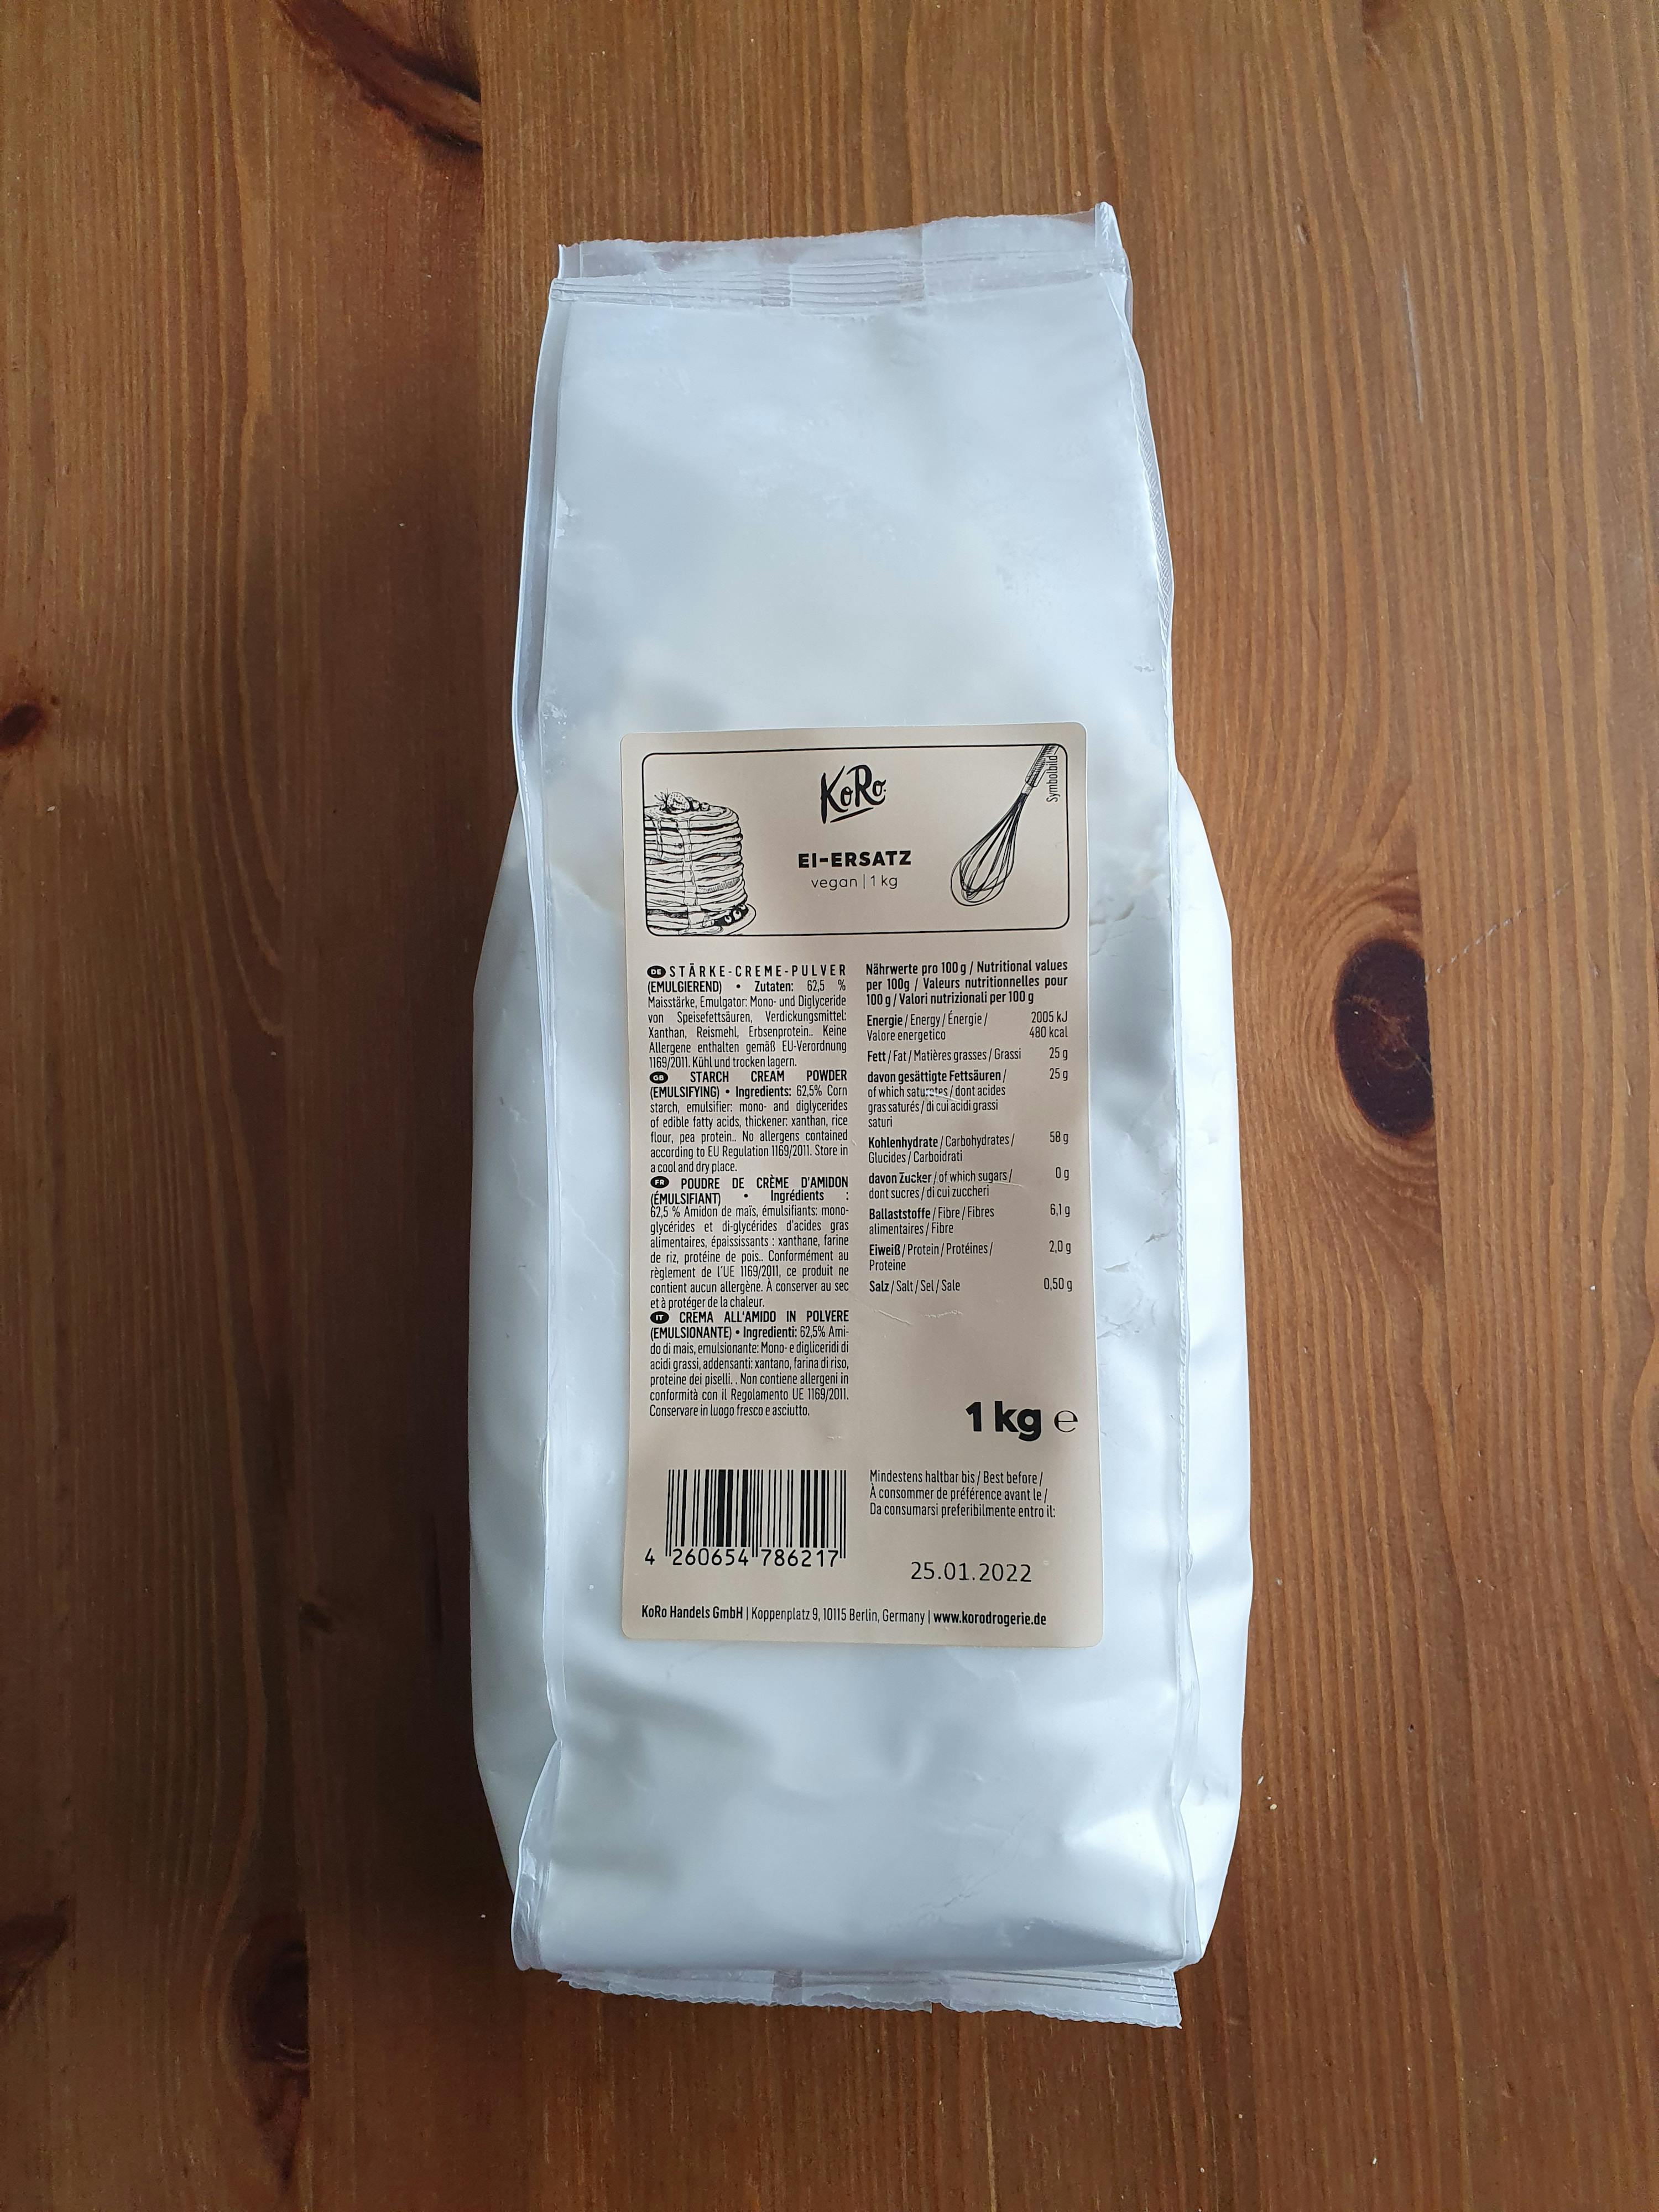 KoRo
Symbolbild
EI-ERSATZ
vegan | 1 kg
DE STÄRKE-CREME-PULVER
(EMULGIEREND) • Zutaten: 62,5 %
Maisstärke, Emulgator: Mono- und Diglyceride
von Speisefettsäuren, Verdickungsmittel:
Xanthan, Reismehl, Erbsenprotein.. Keine
Allergene enthalten gemäß EU-Verordnung
1169/2011. Kühl und trocken lagern.
GB STARCH CREAM POWDER
(EMULSIFYING) • Ingredients: 62,5% Corn
starch, emulsifier: mono- and diglycerides
of edible fatty acids, thickener: xanthan, rice
flour, pea protein.. No allergens contained
according to EU Regulation 1169/2011. Store in
a cool and dry place.
FR POUDRE DE CRÈME D'AMIDON
(ÉMULSIFIANT) • Ingrédients :
62,5 % Amidon de maïs, émulsifiants: mono-
glycérides et di-glycérides d'acides gras
alimentaires, épaississants : xanthane, farine
de riz, protéine de pois.. Conformément au
règlement de L'UE 1169/2011, ce produit ne
contient aucun allergène. À conserver au sec
et à protéger de la chaleur.
IT CREMA ALL'AMIDO IN POLVERE
(EMULSIONANTE) • Ingredienti: 62,5% Ami-
do di mais, emulsionante: Mono- e digliceridi di
acidi grassi, addensanti: xantano, farina di riso,
proteine dei piselli. . Non contiene allergeni in
conformità con il Regolamento UE 1169/2011.
Conservare in luogo fresco e asciutto.
Nährwerte pro 100 g / Nutritional values
per 100g / Valeurs nutritionnelles pour
100 g / Valori nutrizionali per 100 g
Energie / Energy / Énergie / 2005 kJ
Valore energetico 480 kcal
Fett / Fat / Matières grasses / Grassi 25 g
davon gesättigte Fettsäuren / 25 g
of which saturates / dont acides
gras saturés / di cui acidi grassi
saturi
Kohlenhydrate / Carbohydrates / 58 g
Glucides / Carboidrati
davon Zucker / of which sugars / 0 g
dont sucres / di cui zuccheri
Ballaststoffe / Fibre / Fibres 6,1 g
alimentaires / Fibre
Eiweiß / Protein / Protéines / 2,0 g
Proteine
Salz / Salt / Sel / Sale 0,50 g
1 kg e
Mindestens haltbar bis / Best before /
À consommer de préférence avant le /
Da consumarsi preferibilmente entro il:
25.01.2022
4 260654 786217
KoRo Handels GmbH | Koppenplatz 9, 10115 Berlin, Germany | www.korodrogerie.de